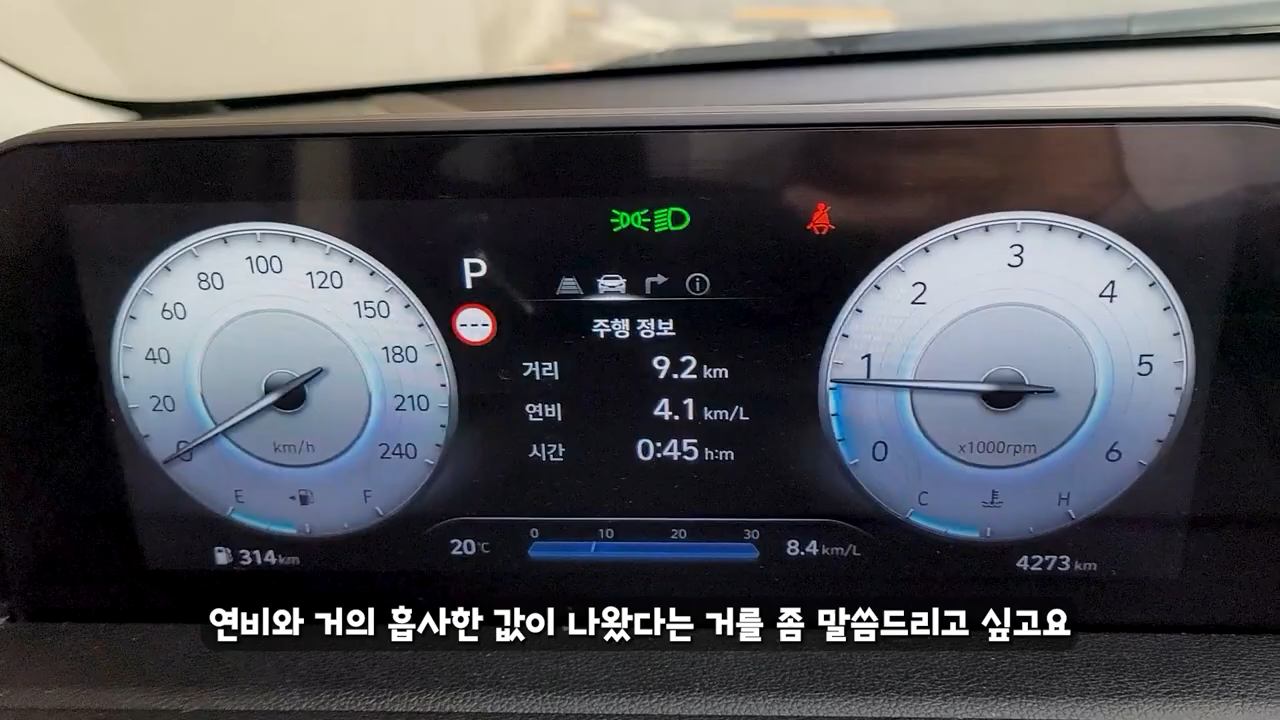 100
80 120
60 150
40 180
20 210
0 240
km/h
E F
314 km
P
---
주행 정보
거리 9.2 km
연비 4.1 km/L
시간 0:45 h:m
20 °C
0 10 20 30
8.4 km/L
3
2 4
1 5
0 6
x1000rpm
C H
4273 km
연비와 거의 흡사한 값이 나왔다는 거를 좀 말씀드리고 싶고요